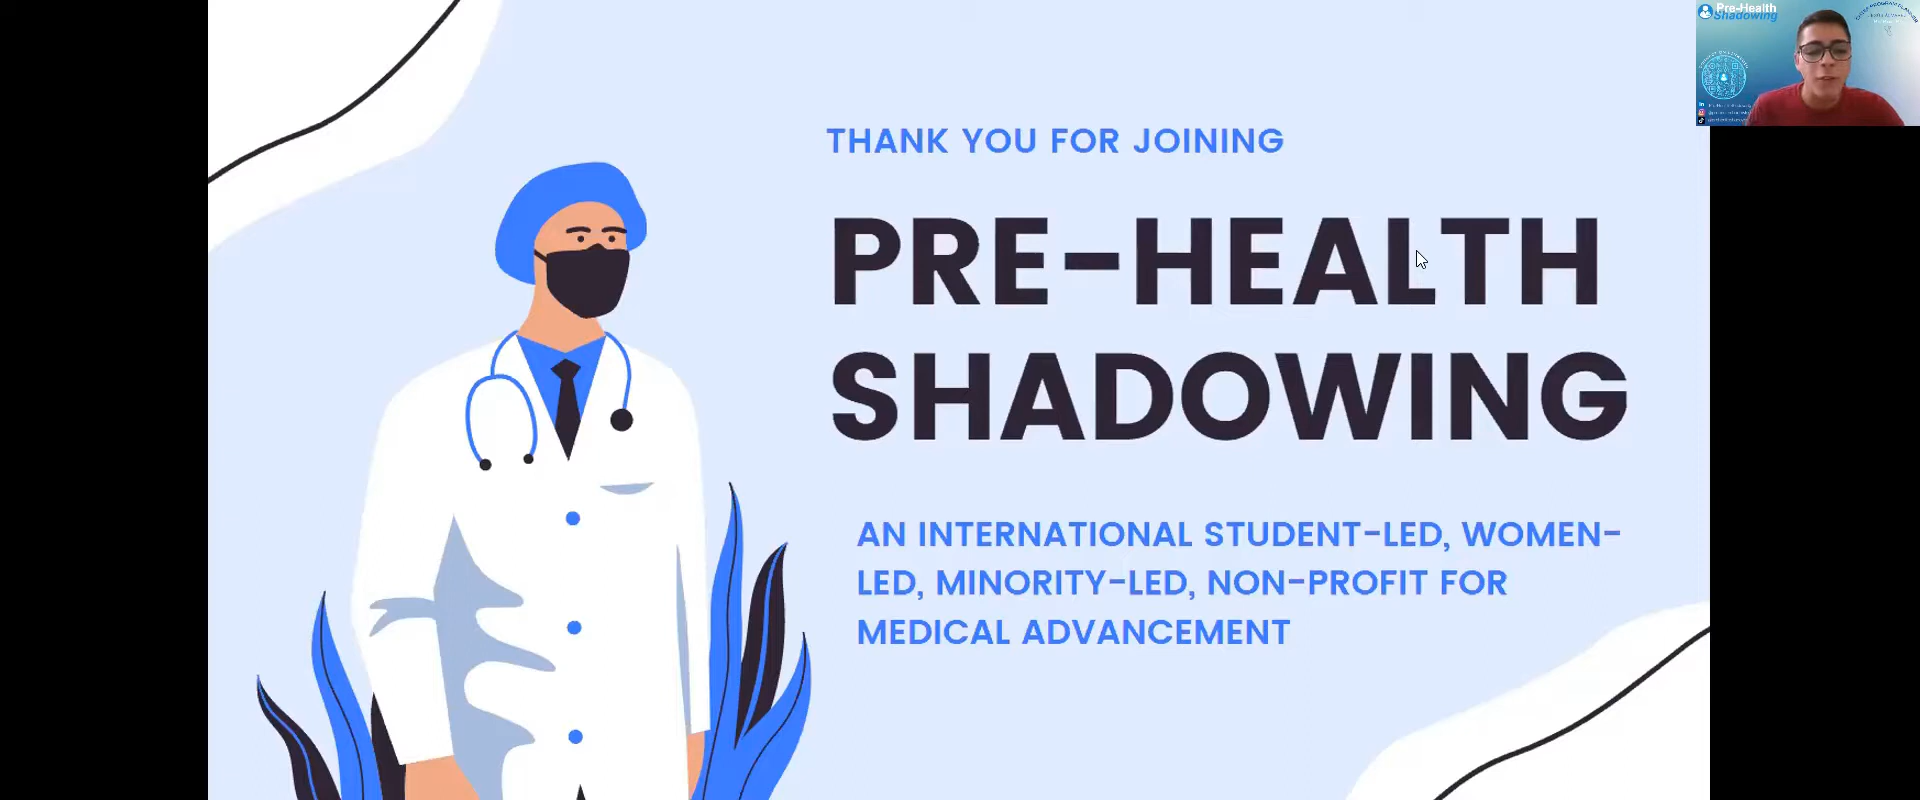 THANK YOU FOR JOINING
PRE-HEALTH
SHADOWING
AN INTERNATIONAL STUDENT-LED, WOMEN-
LED, MINORITY-LED, NON-PROFIT FOR
MEDICAL ADVANCEMENT
Pre-Health
Shadowing